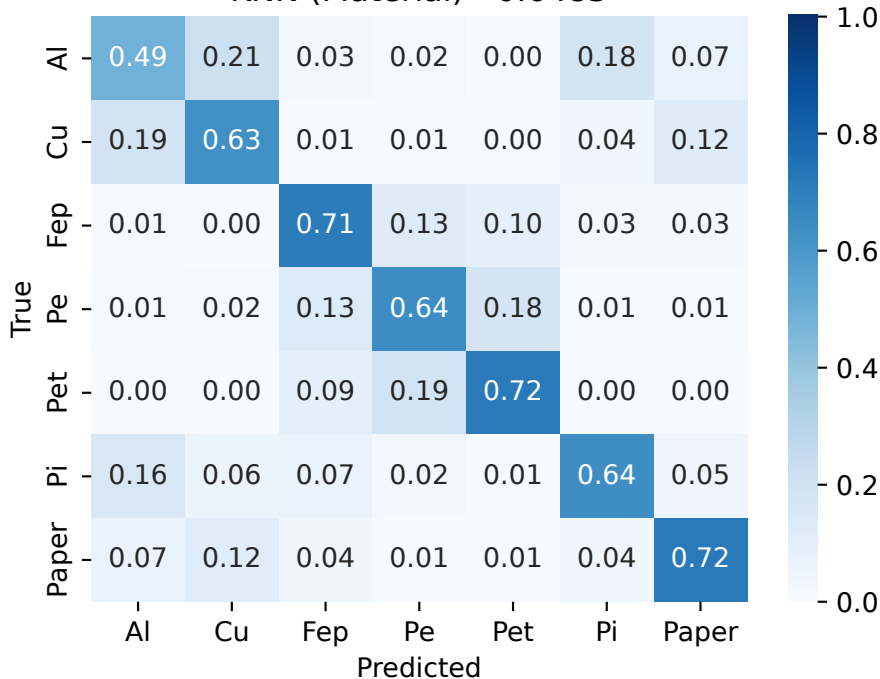 1.0
Al 0.49 0.21 0.03 0.02 0.00 0.18 0.07
Cu 0.19 0.63 0.01 0.01 0.00 0.04 0.12
0.8
Fep 0.01 0.00 0.71 0.13 0.10 0.03 0.03
0.6
True
Pe 0.01 0.02 0.13 0.64 0.18 0.01 0.01
Pet 0.00 0.00 0.09 0.19 0.72 0.00 0.00
0.4
Pi 0.16 0.06 0.07 0.02 0.01 0.64 0.05
0.2
Paper 0.07 0.12 0.04 0.01 0.01 0.04 0.72
0.0
Al Cu Fep Pe Pet Pi Paper
Predicted